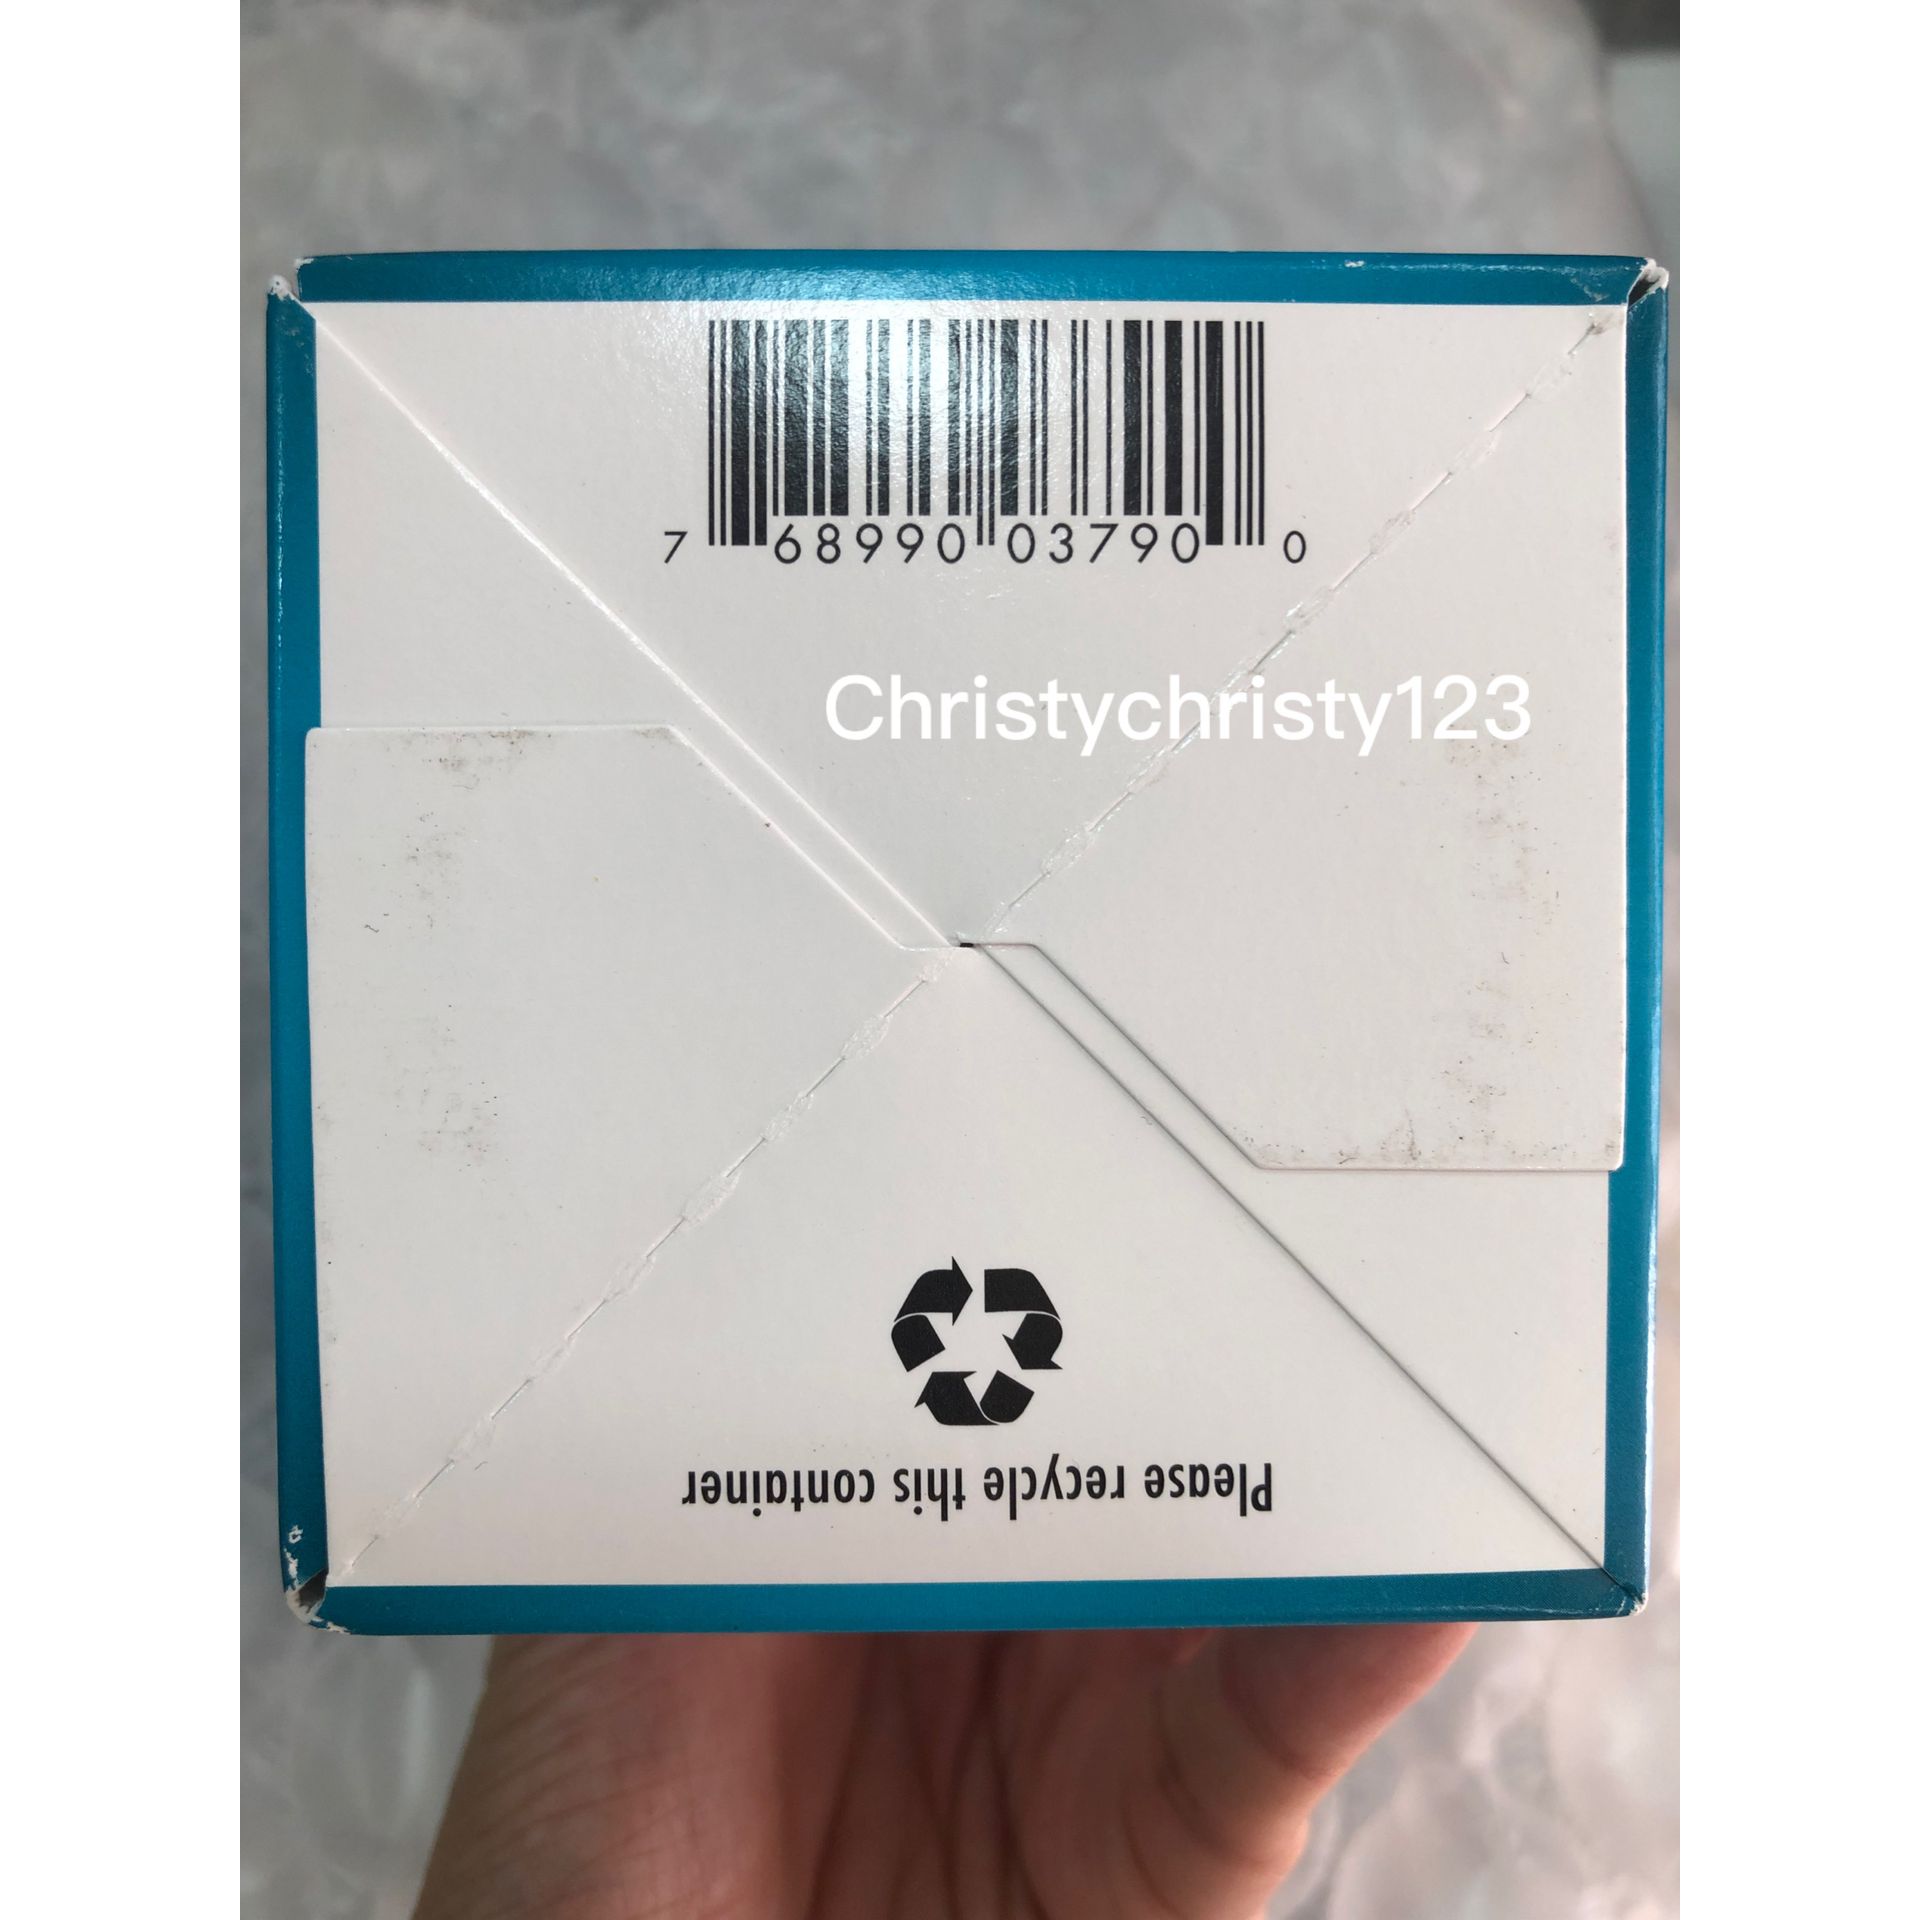 7 68990 03790 0
Christychristy123
Please recycle this container